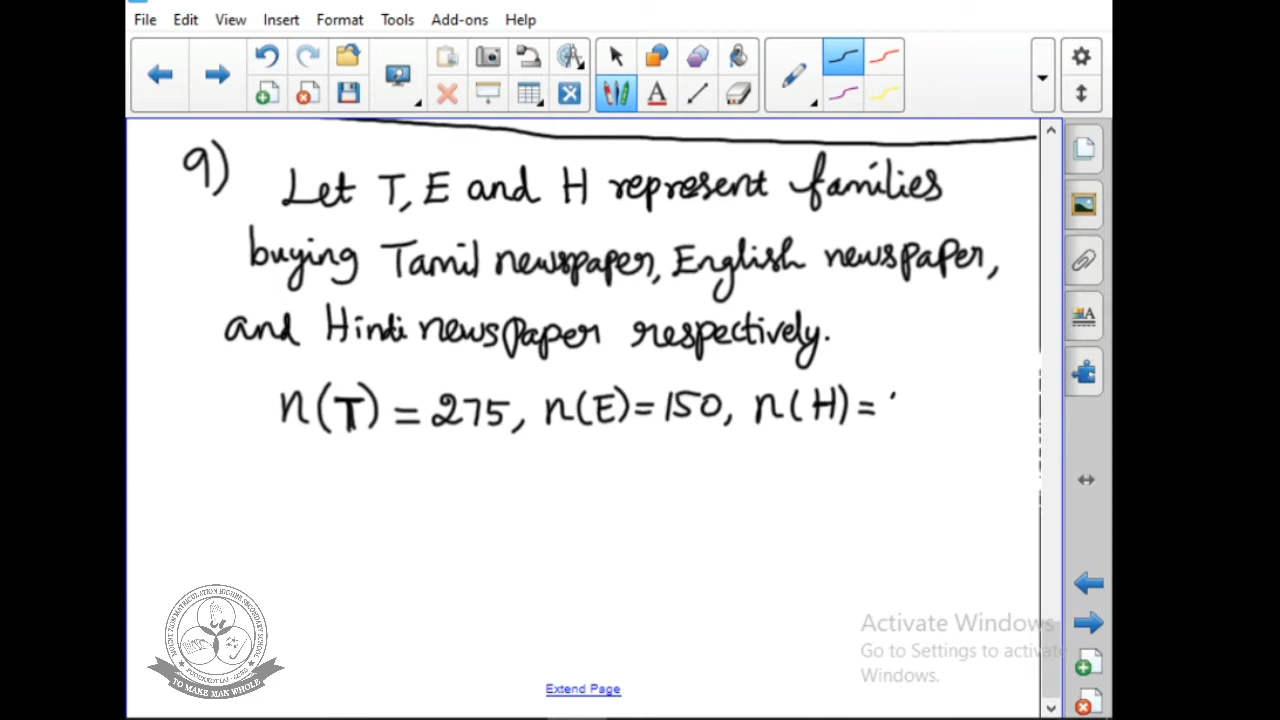 File Edit View Insert Format Tools Add-ons Help
9) Let T, E and H represent families
buying Tamil newspaper, English newspaper,
and Hindi newspaper respectively.
n(T) = 275, n(E)= 150, n(H) =
Activate Windows
Go to Settings to activate
Windows.
TO MAKE MAN WHOLE
Extend Page